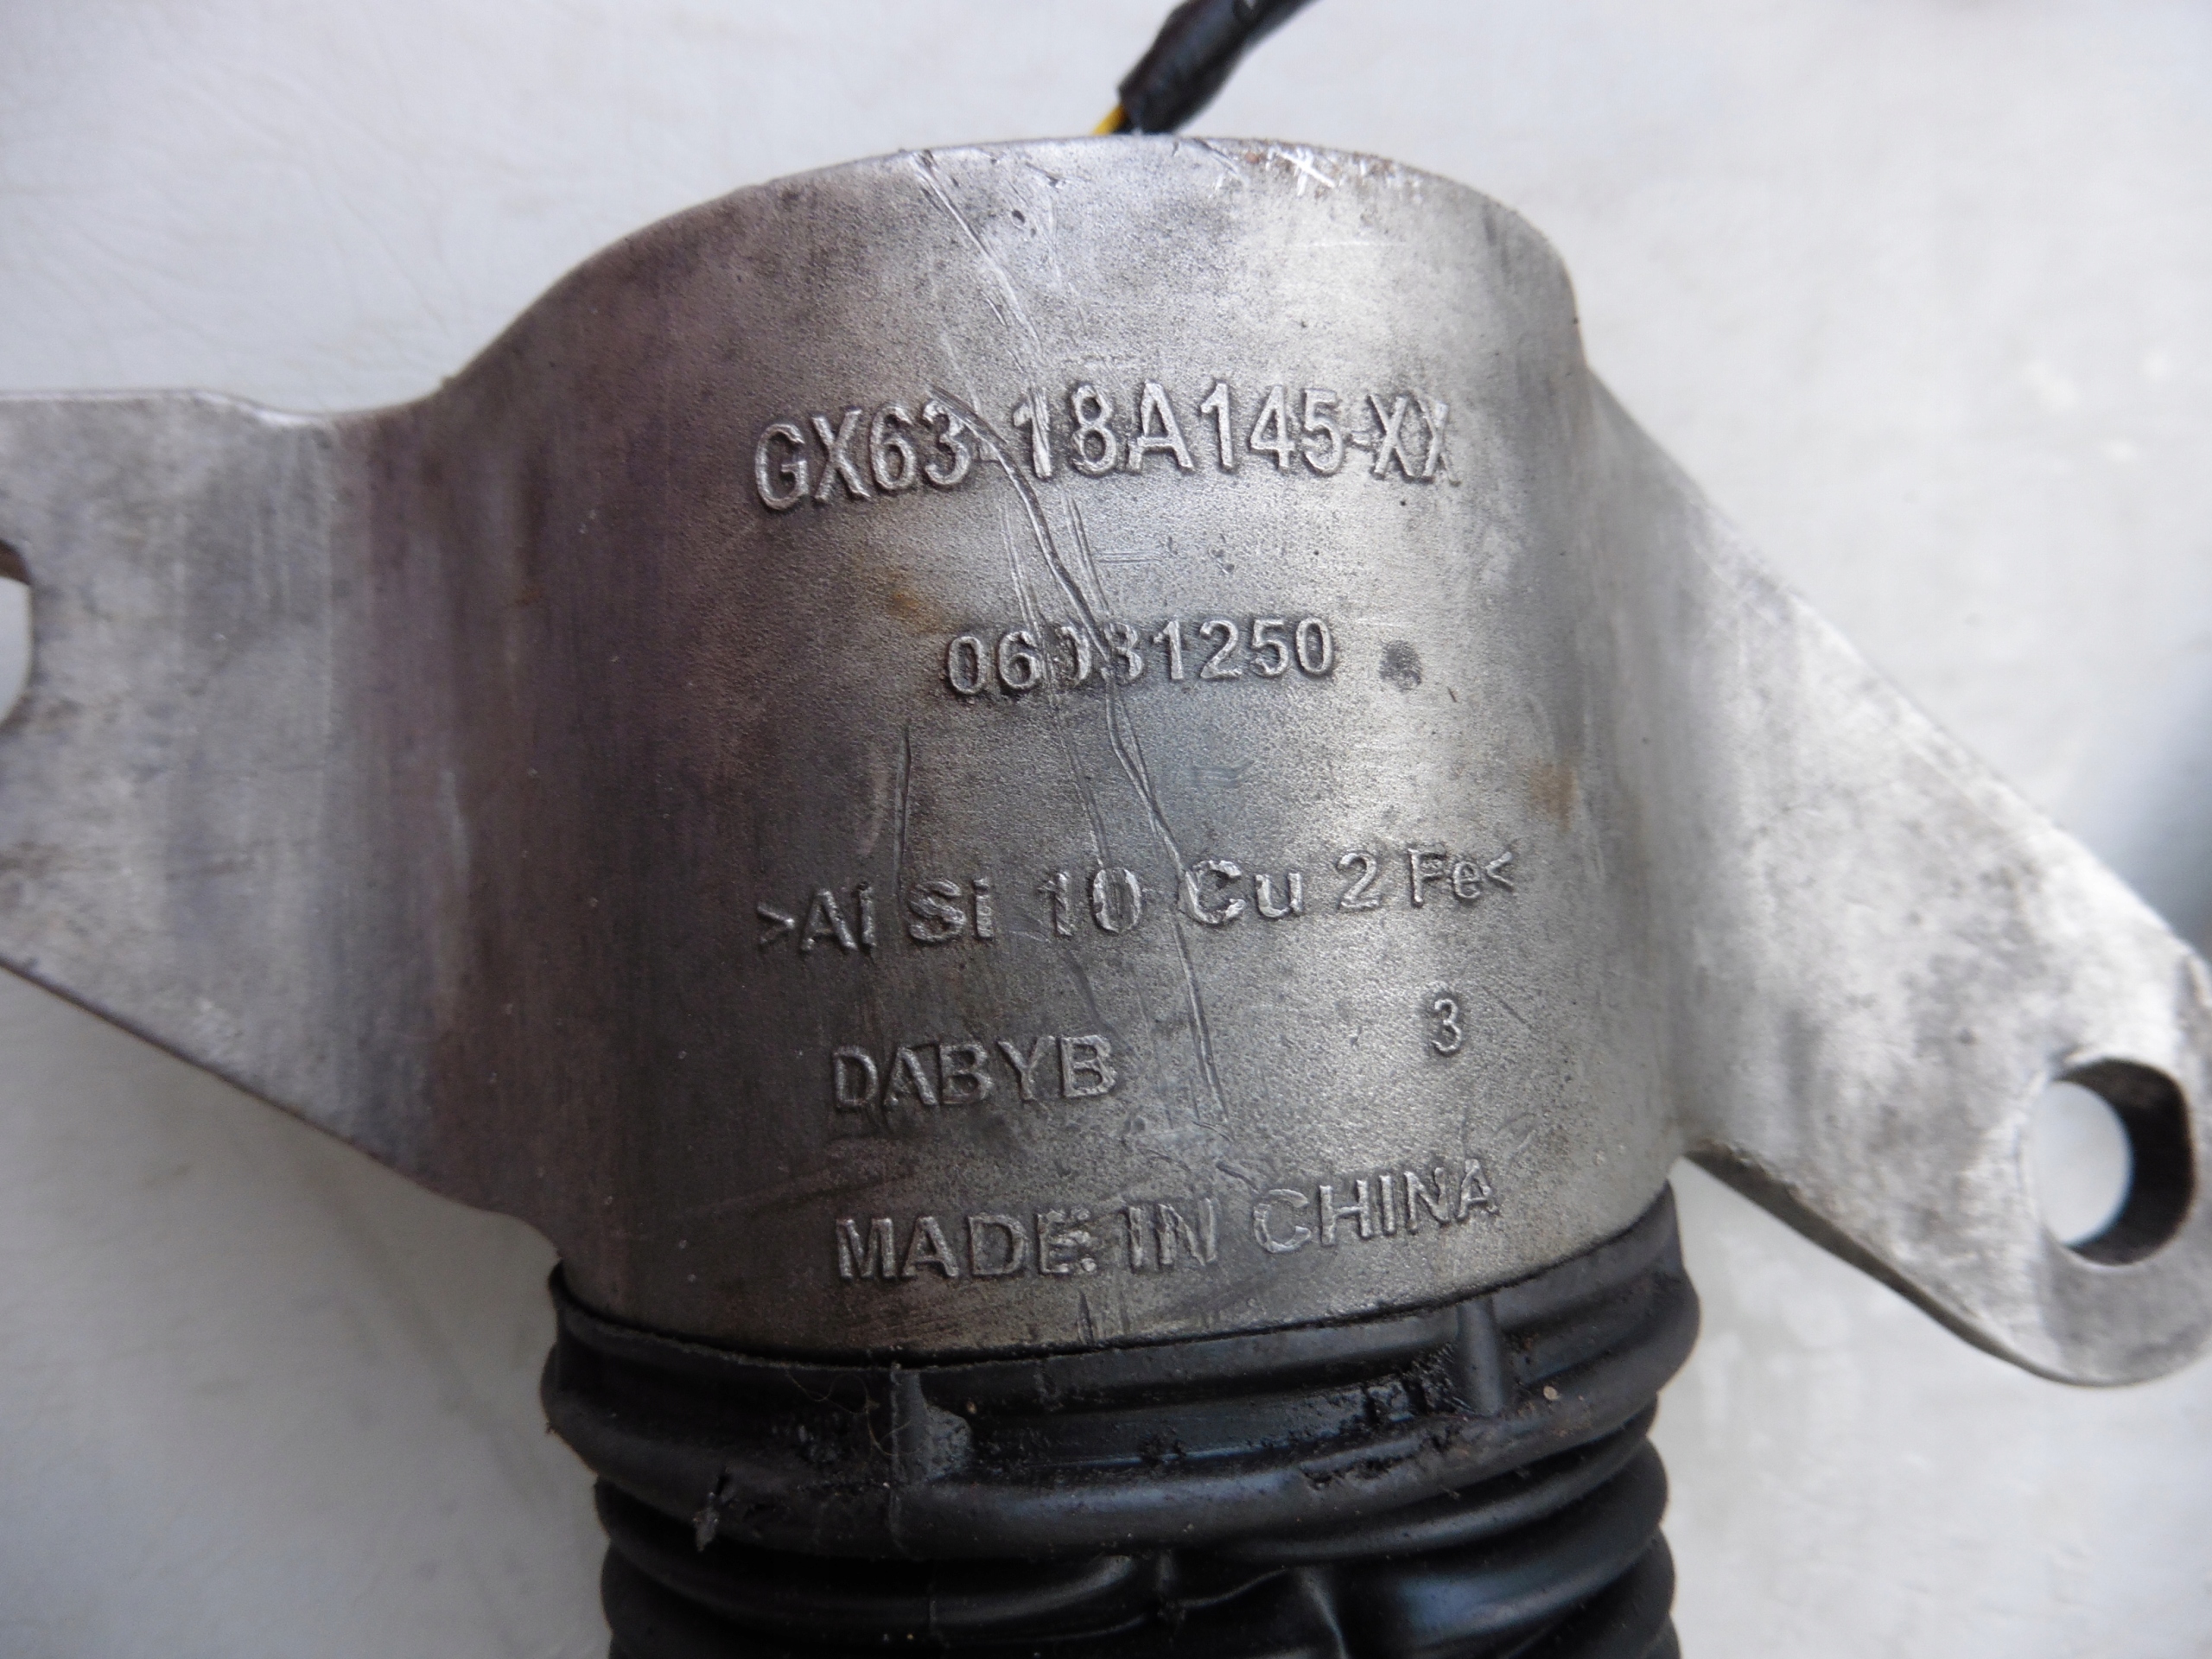 GX63-18A145-XX
06031250
>Al Si 10 Cu 2 Fe<
DABYB 3
MADE IN CHINA